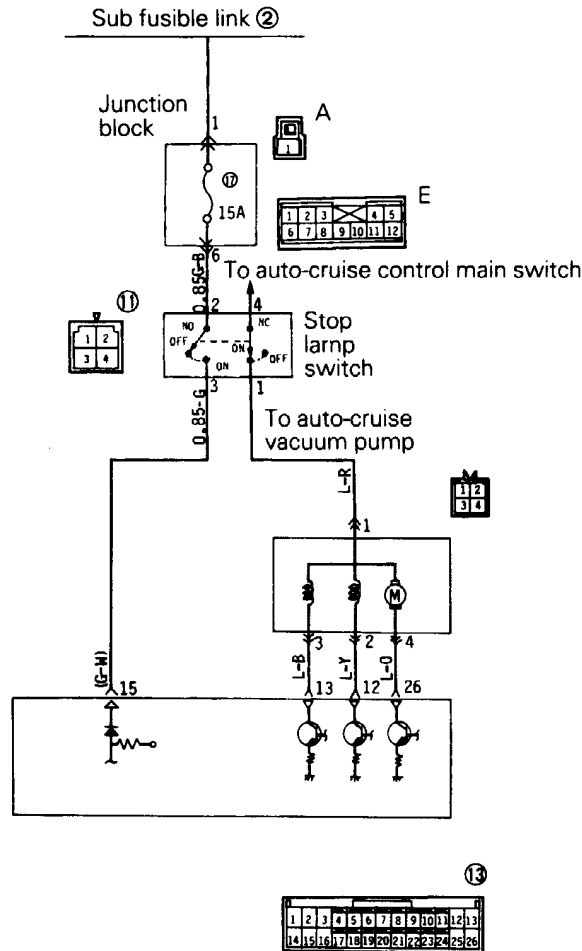 Sub fusible link ②
Junction
block
1
A
1
⑰
15A
E
1 2 3 4 5
6 7 8 9 10 11 12
6
0.85G-B
To auto-cruise control main switch
⑪
2
4
1 2
3 4
NO
NC
OFF
ON
ON
OFF
Stop
lamp
switch
3
1
0.85-G
To auto-cruise
vacuum pump
L-R
1 2
3 4
1
M
3
2
4
(G-W)
L-B
L-Y
L-O
15
13
12
26
⑬
1 2 3 4 5 6 7 8 9 10 11 12 13
14 15 16 17 18 19 20 21 22 23 24 25 26